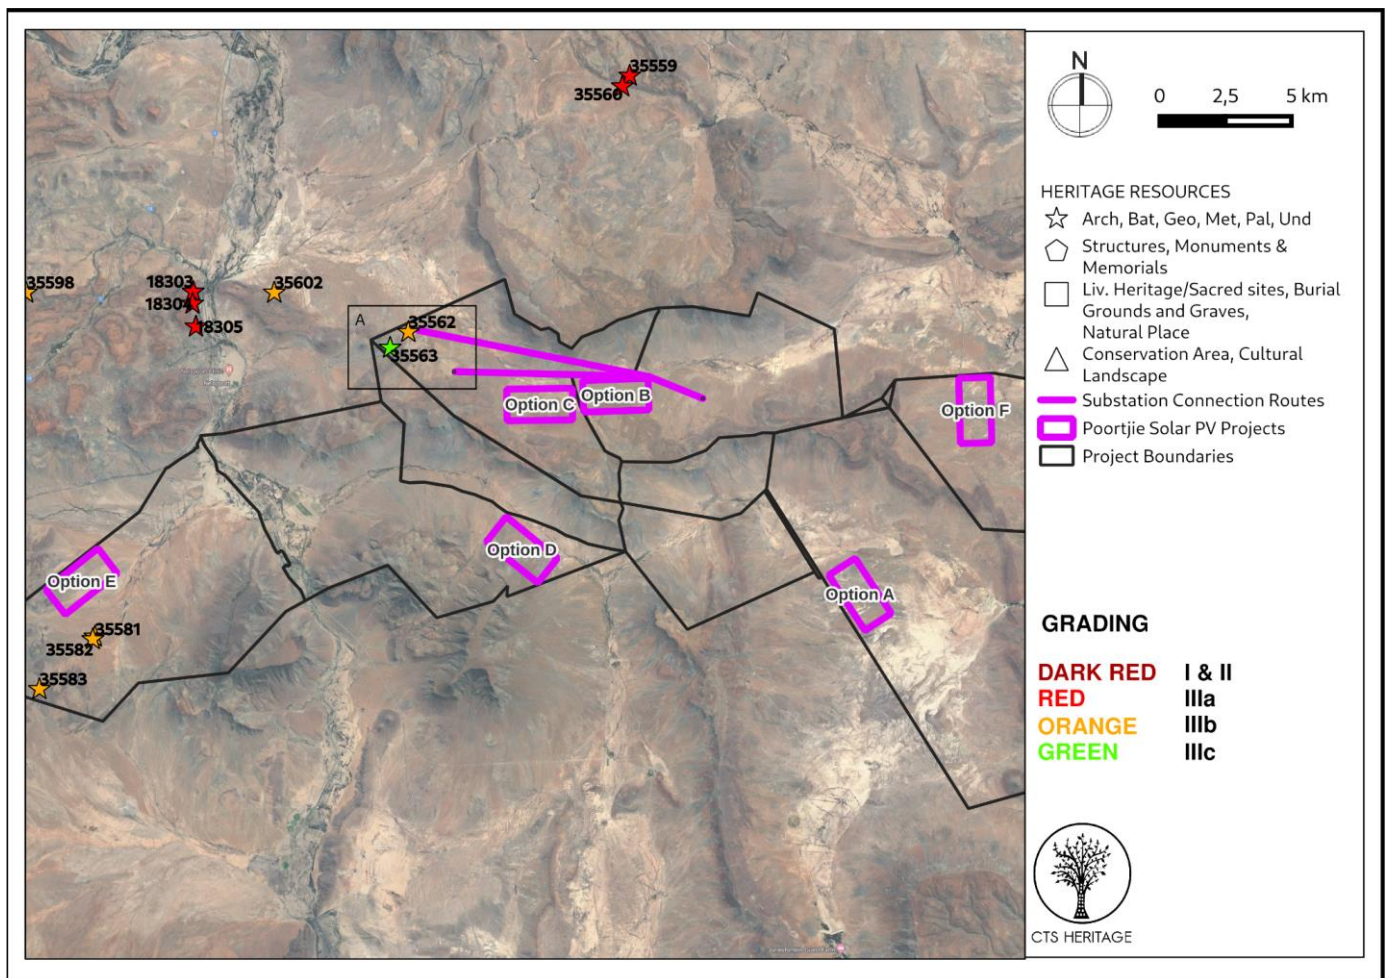 35559
35560
35598
18303
18304
35602
18305
A
35562
35563
Option C
Option B
Option F
Option D
Option E
Option A
35581
35582
35583
N
0 2,5 5 km
HERITAGE RESOURCES
Arch, Bat, Geo, Met, Pal, Und
Structures, Monuments &
Memorials
Liv. Heritage/Sacred sites, Burial
Grounds and Graves,
Natural Place
Conservation Area, Cultural
Landscape
Substation Connection Routes
Poortjie Solar PV Projects
Project Boundaries
GRADING
DARK RED I & II
RED IIIa
ORANGE IIIb
GREEN IIIc
CTS HERITAGE